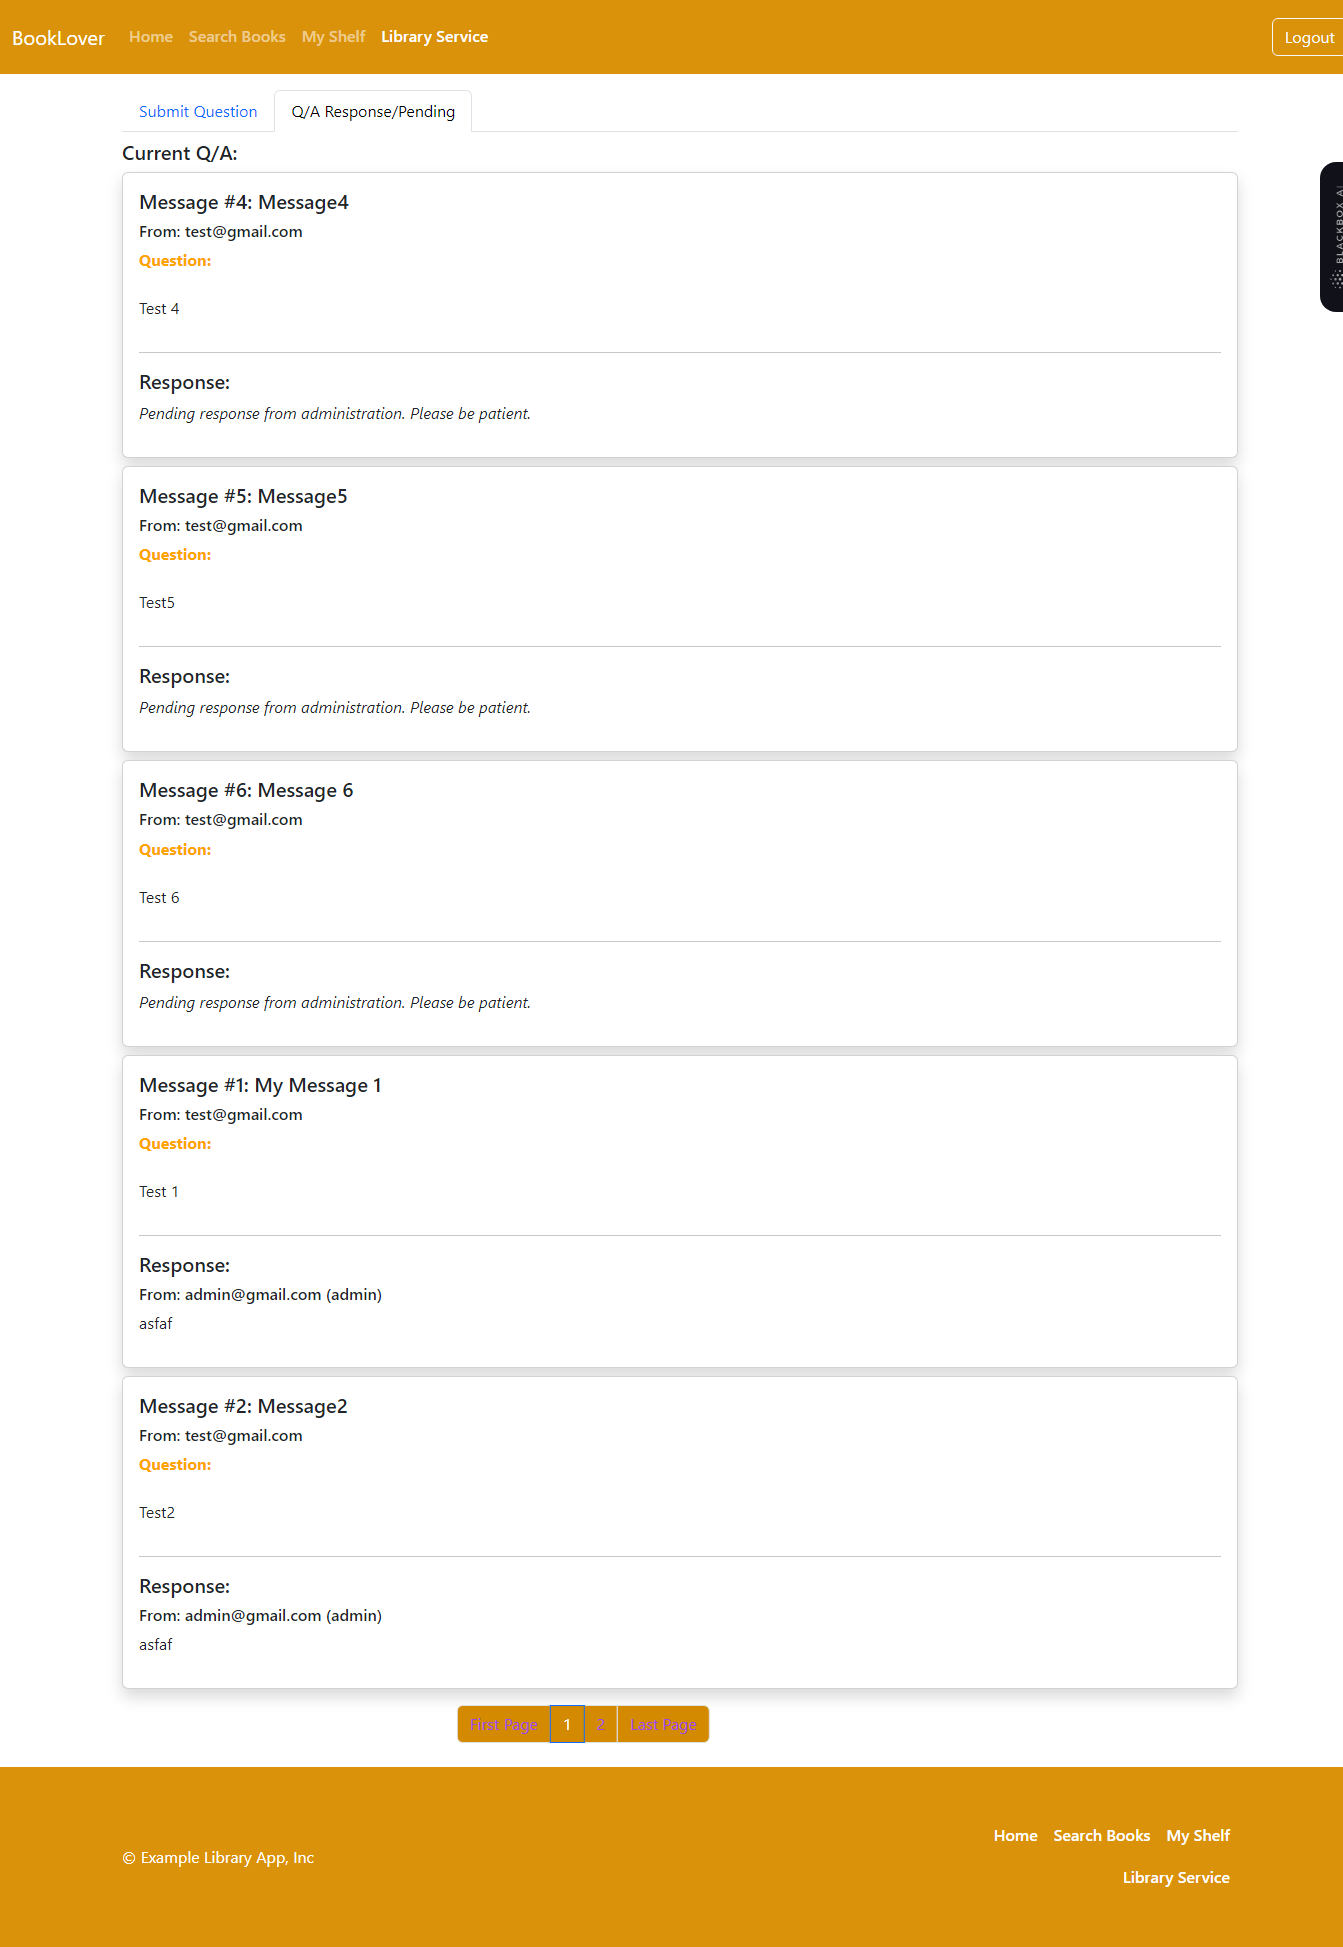 BookLover Home Search Books My Shelf Library Service Logout
Submit Question Q/A Response/Pending
Current Q/A:
Message #4: Message4
From: test@gmail.com
Question:
Test 4
Response:
Pending response from administration. Please be patient.
Message #5: Message5
From: test@gmail.com
Question:
Test5
Response:
Pending response from administration. Please be patient.
Message #6: Message 6
From: test@gmail.com
Question:
Test 6
Response:
Pending response from administration. Please be patient.
Message #1: My Message 1
From: test@gmail.com
Question:
Test 1
Response:
From: admin@gmail.com (admin)
asfaf
Message #2: Message2
From: test@gmail.com
Question:
Test2
Response:
From: admin@gmail.com (admin)
asfaf
First Page 1 2 Last Page
Home Search Books My Shelf
© Example Library App, Inc
Library Service
BLACKBOX AI